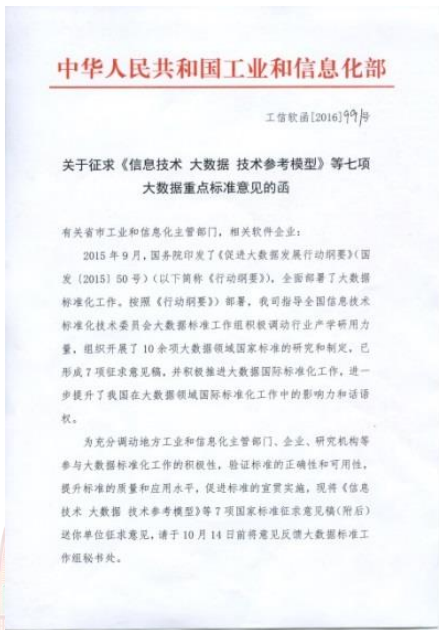 中华人民共和国工业和信息化部
工信软函[2016]991号
关于征求《信息技术 大数据 技术参考模型》等七项
大数据重点标准意见的函
有关省市工业和信息化主管部门，相关软件企业：
2015年9月，国务院印发了《促进大数据发展行动纲要》（国
发〔2015〕50号）（以下简称《行动纲要》），全面部署了大数据
标准化工作。按照《行动纲要》部署，我司指导全国信息技术
标准化技术委员会大数据标准工作组积极调动行业产学研用力
量，组织开展了10余项大数据领域国家标准的研究和制定，已
形成7项征求意见稿，并积极推进大数据国际标准化工作，进一
步提升了我国在大数据领域国际标准化工作中的影响力和话语
权。
为充分调动地方工业和信息化主管部门、企业、研究机构等
参与大数据标准化工作的积极性，验证标准的正确性和可用性，
提升标准的质量和应用水平，促进标准的宣贯实施，现将《信息
技术 大数据 技术参考模型》等7项国家标准征求意见稿（附后）
送你单位征求意见，请于10月14日前将意见反馈大数据标准工
作组秘书处。